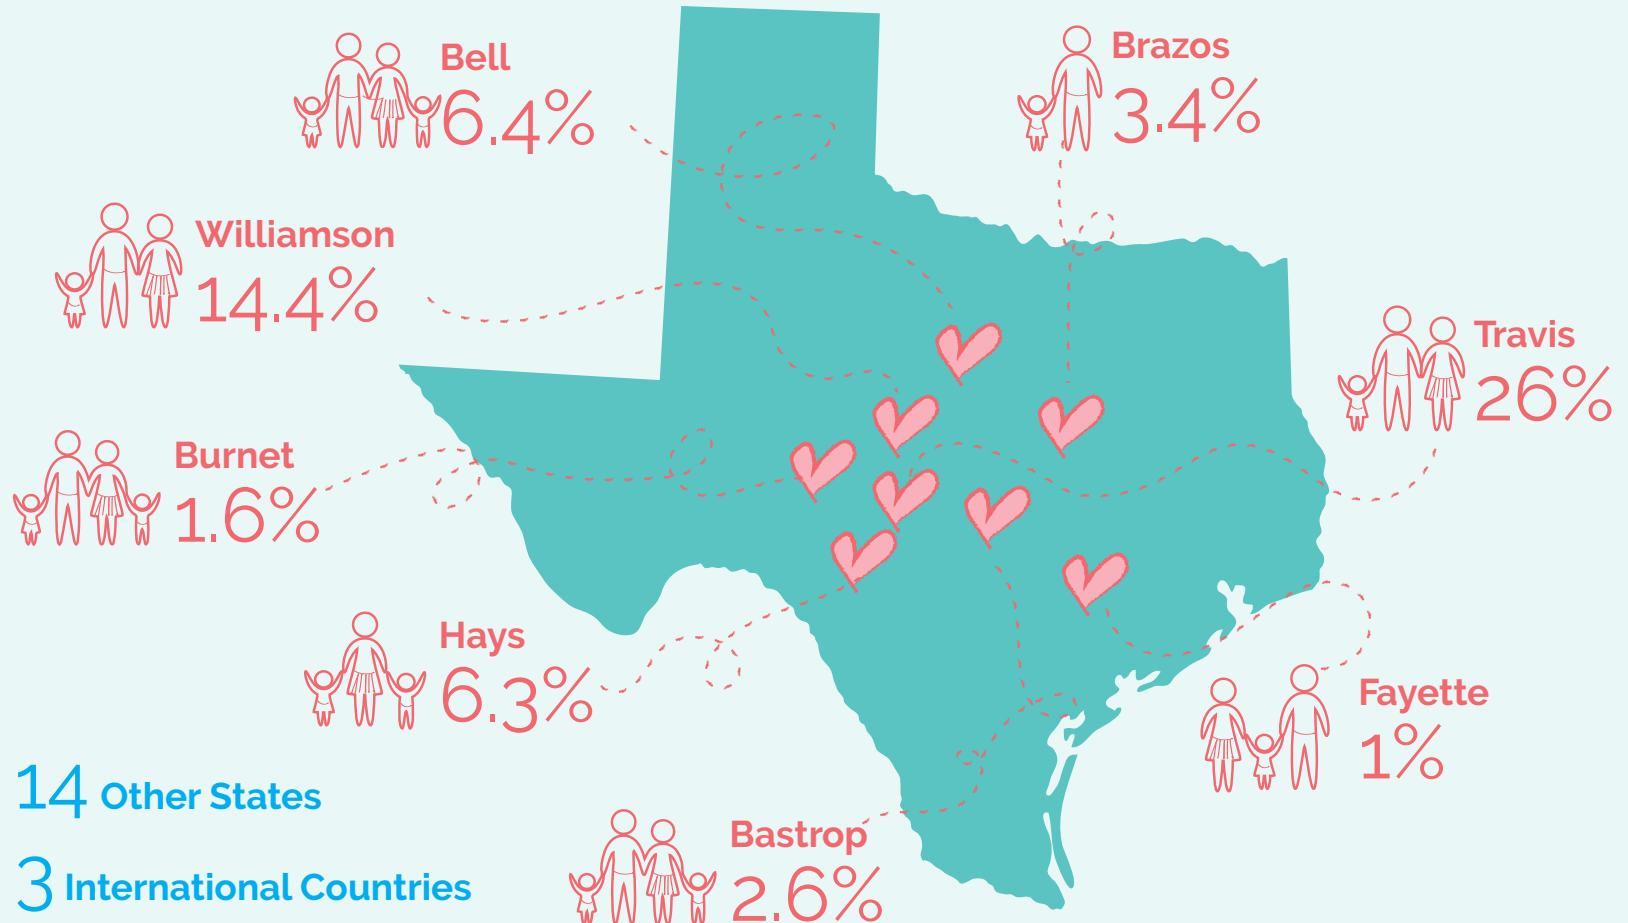 Bell
6.4%
Brazos
3.4%
Williamson
14.4%
Travis
26%
Burnet
1.6%
Hays
6.3%
Fayette
1%
14 Other States
Bastrop
2.6%
3 International Countries